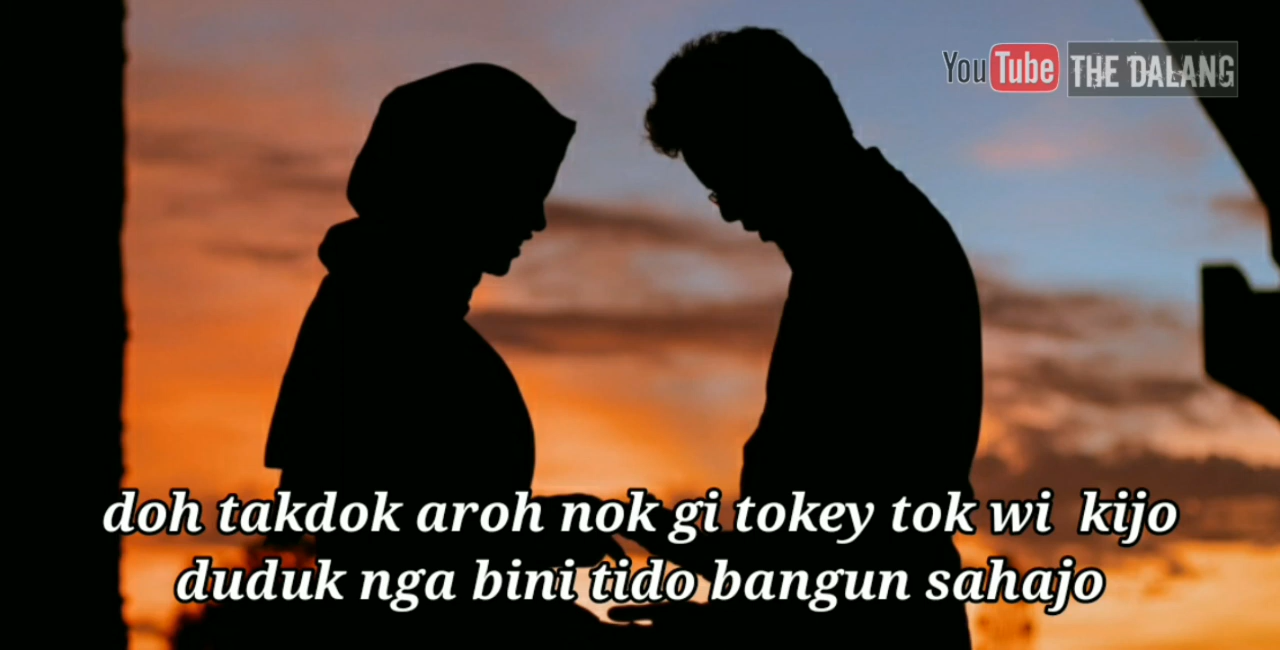 YouTube THE DALANG
doh takdok aroh nok gi tokey tok wi kijo
duduk nga bini tido bangun sahajo